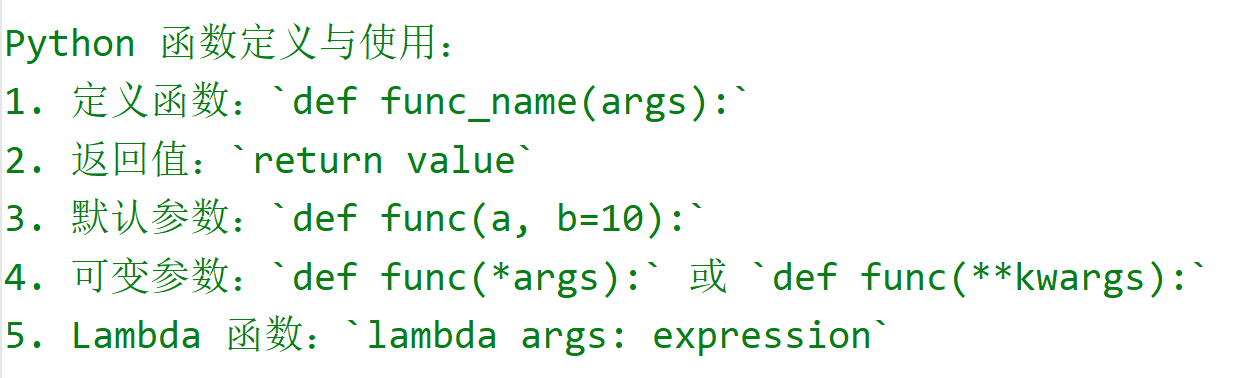 Python 函数定义与使用：
1. 定义函数：`def func_name(args):`
2. 返回值：`return value`
3. 默认参数：`def func(a, b=10):`
4. 可变参数：`def func(*args):` 或 `def func(**kwargs):`
5. Lambda 函数：`lambda args: expression`